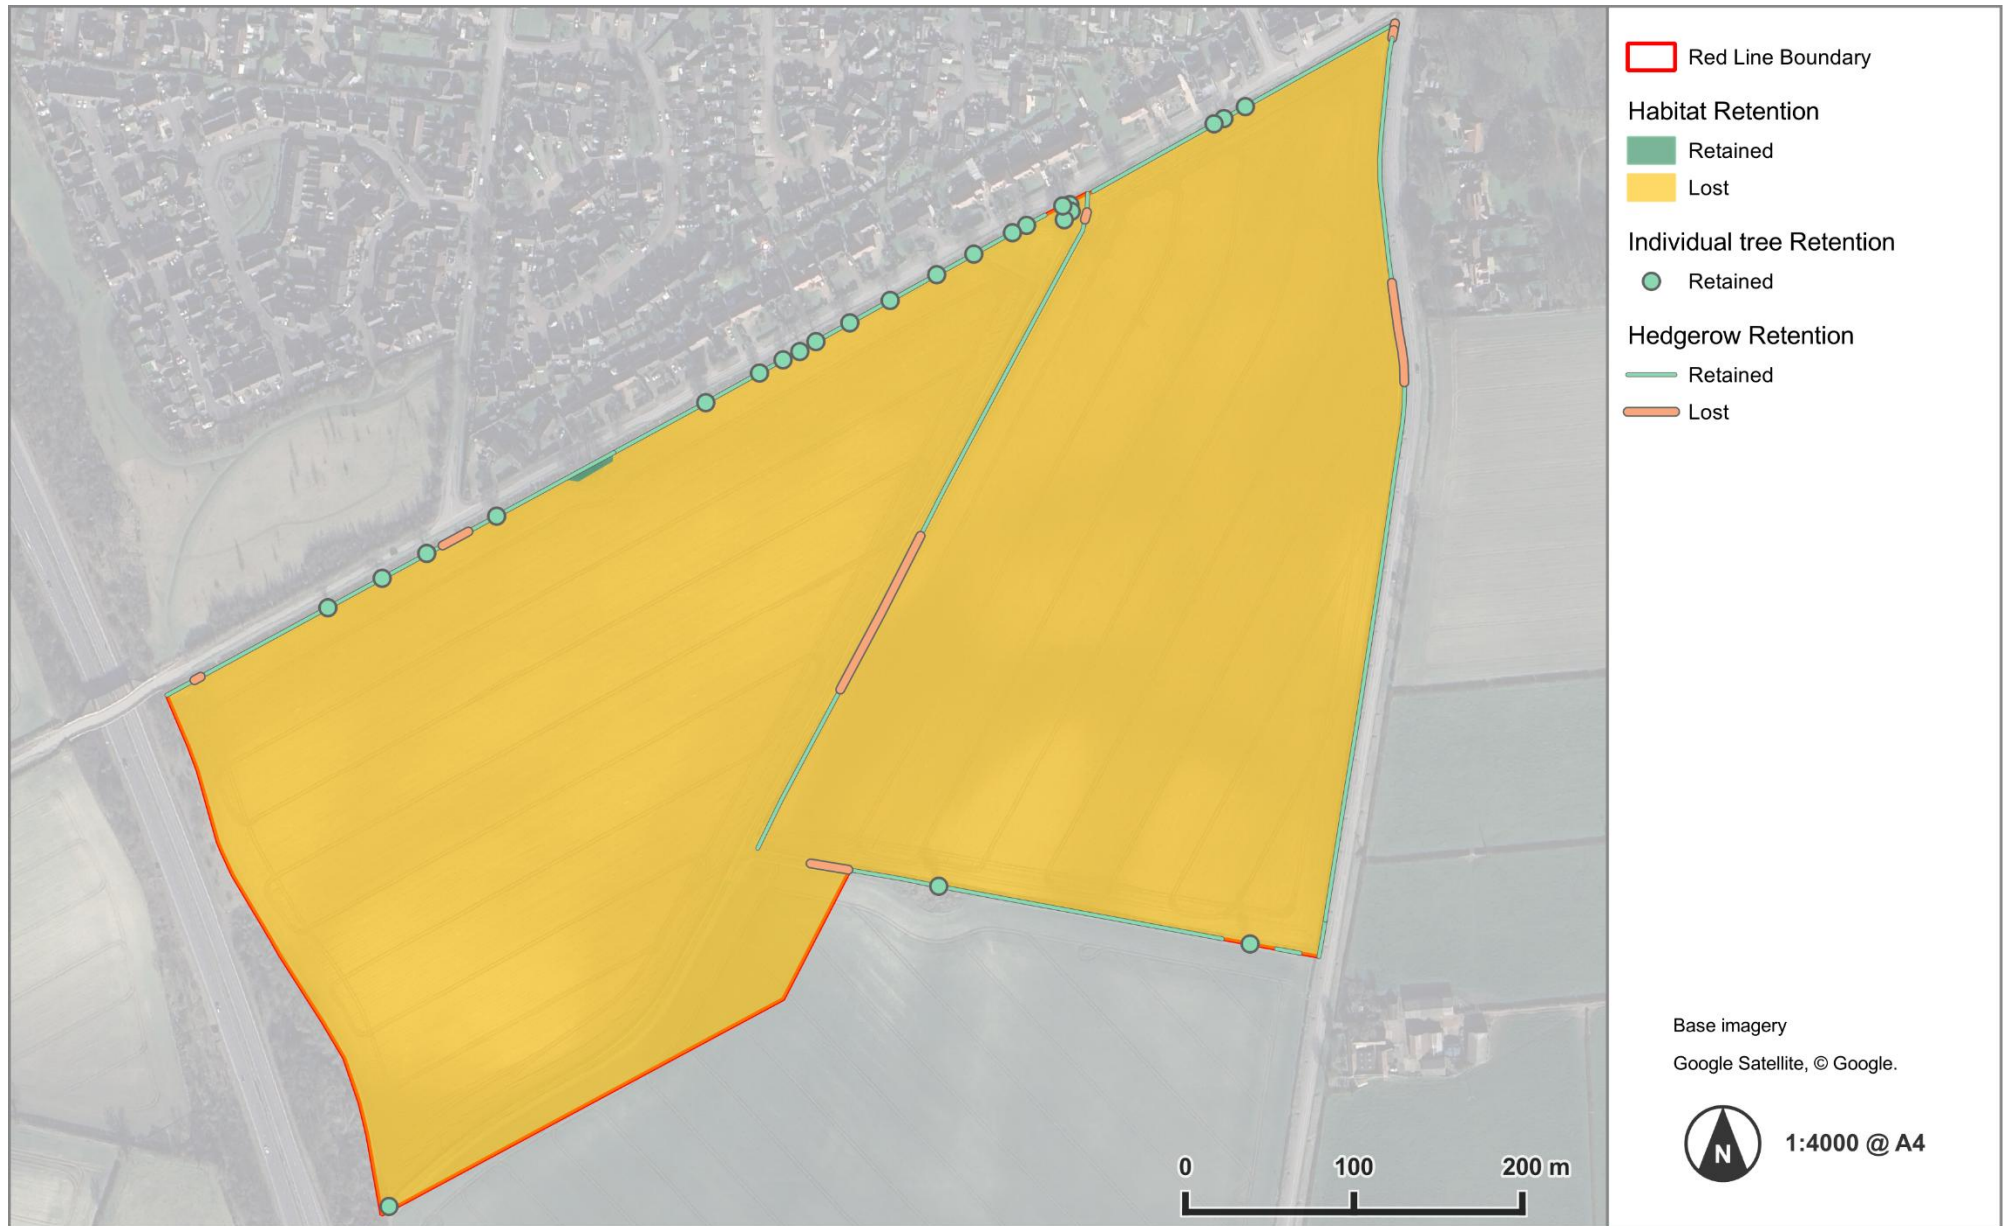 Red Line Boundary
Habitat Retention
Retained
Lost
Individual tree Retention
Retained
Hedgerow Retention
Retained
Lost
Base imagery
Google Satellite, © Google.
N
1:4000 @ A4
0 100 200 m